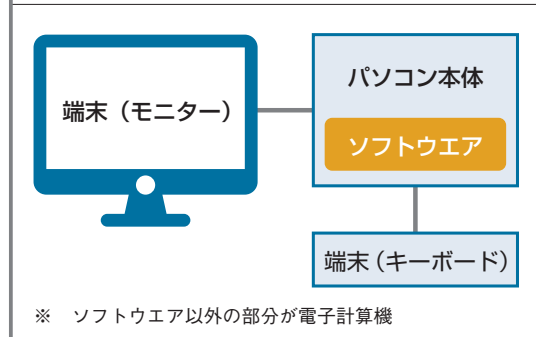 端末（モニター）
パソコン本体
ソフトウエア
端末（キーボード）
※　ソフトウエア以外の部分が電子計算機